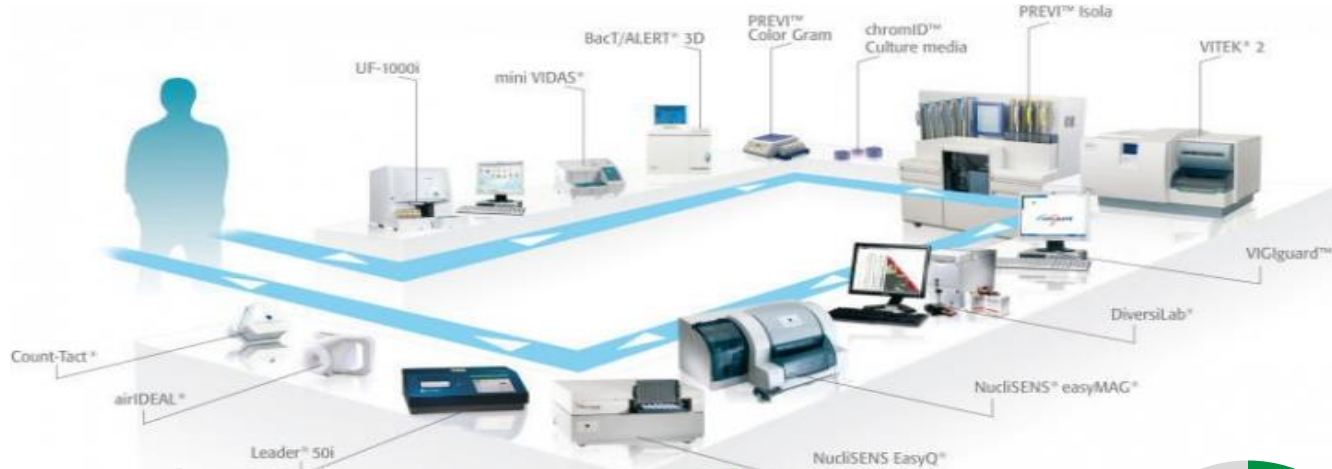 UF-1000i
mini VIDAS®
BacT/ALERT® 3D
PREVI™
Color Gram
chromID™
Culture media
PREVI™ Isola
VITEK® 2
VIGIguard™
DiversiLab®
NucliSENS® easyMAG®
NucliSENS EasyQ®
Leader® 50i
airIDEAL®
Count-Tact®